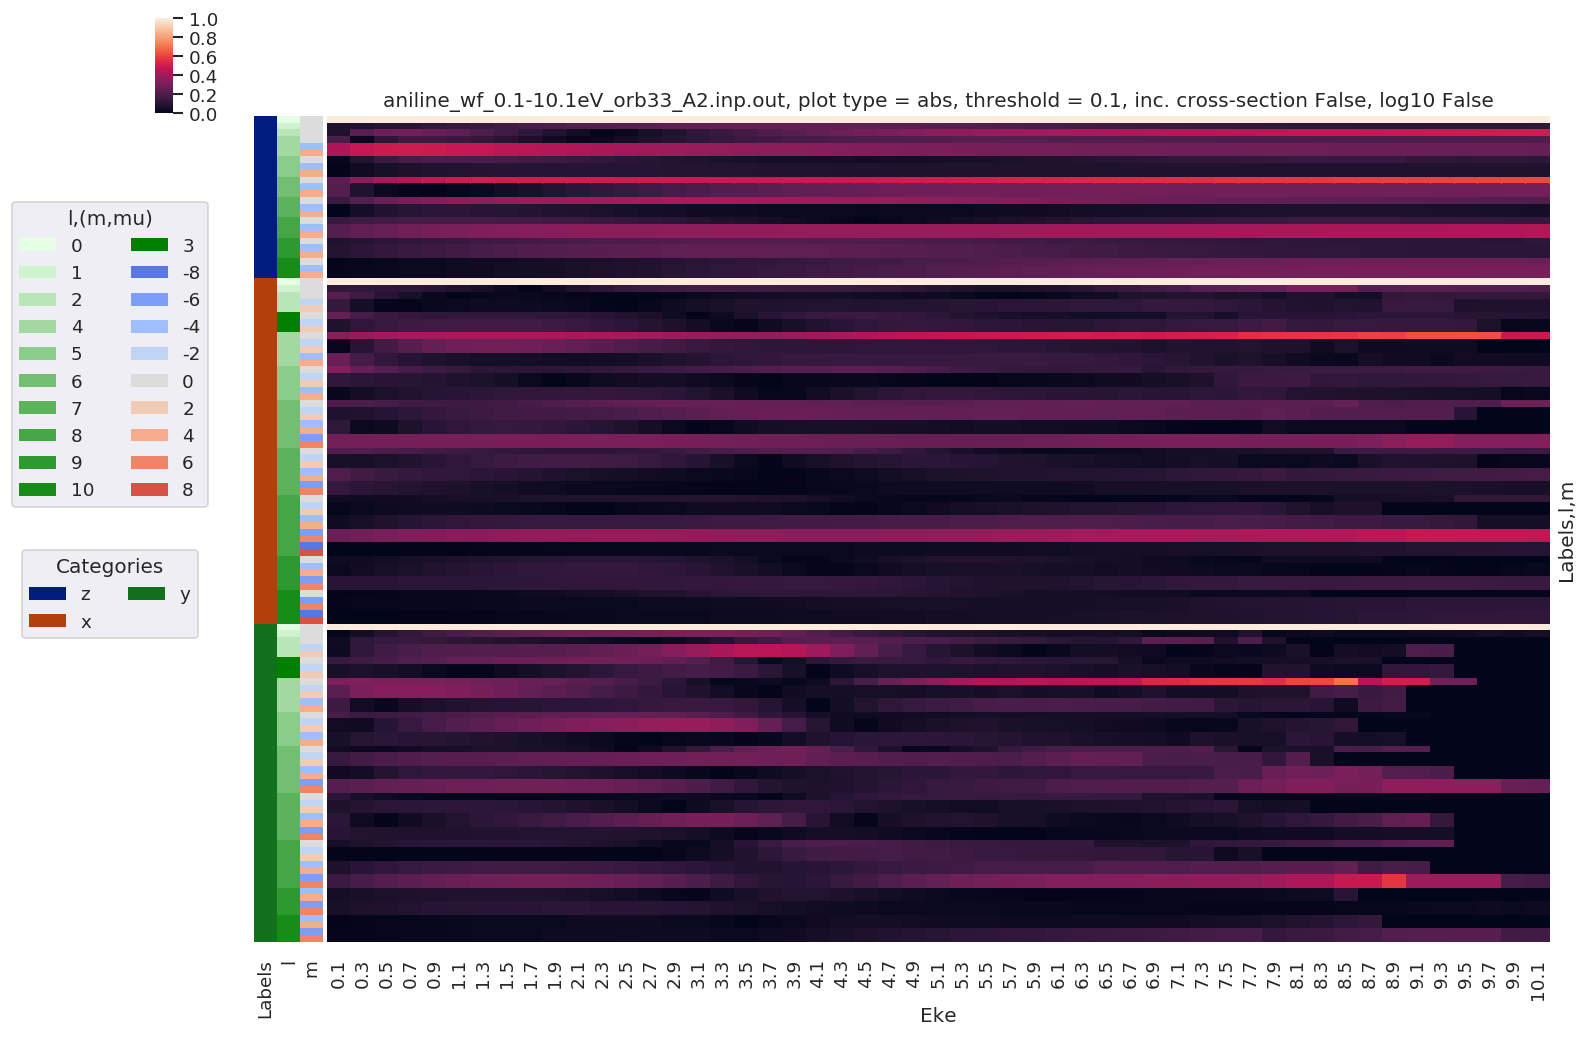 1.0
0.8
0.6
0.4
0.2
0.0
aniline_wf_0.1-10.1eV_orb33_A2.inp.out, plot type = abs, threshold = 0.1, inc. cross-section False, log10 False
l,(m,mu)
0 3
1 -8
2 -6
4 -4
5 -2
6 0
7 2
8 4
9 6
10 8
Categories
z y
x
Labels,l,m
Labels l m 0.1 0.3 0.5 0.7 0.9 1.1 1.3 1.5 1.7 1.9 2.1 2.3 2.5 2.7 2.9 3.1 3.3 3.5 3.7 3.9 4.1 4.3 4.5 4.7 4.9 5.1 5.3 5.5 5.7 5.9 6.1 6.3 6.5 6.7 6.9 7.1 7.3 7.5 7.7 7.9 8.1 8.3 8.5 8.7 8.9 9.1 9.3 9.5 9.7 9.9 10.1
Eke